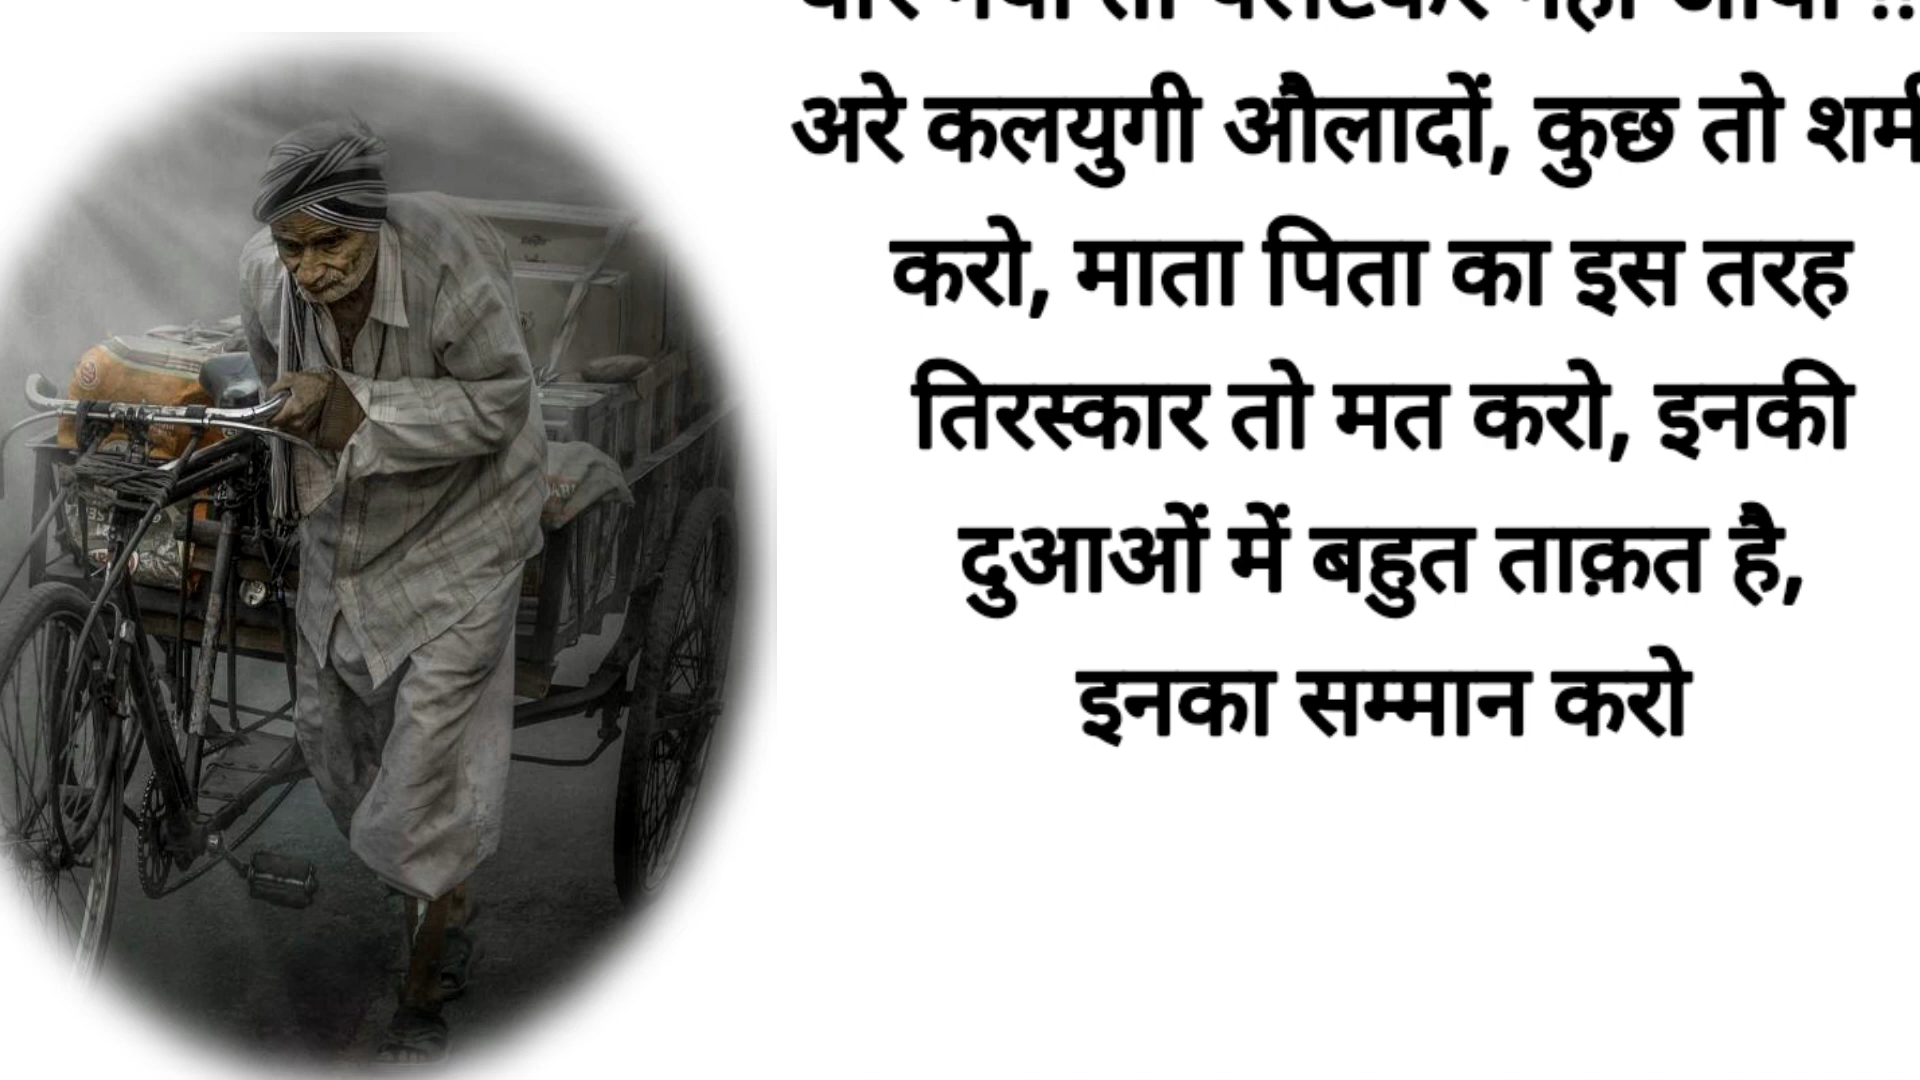 अरे कलयुगी औलादों, कुछ तो शर्म
करो, माता पिता का इस तरह
तिरस्कार तो मत करो, इनकी
दुआओं में बहुत ताक़त है,
इनका सम्मान करो